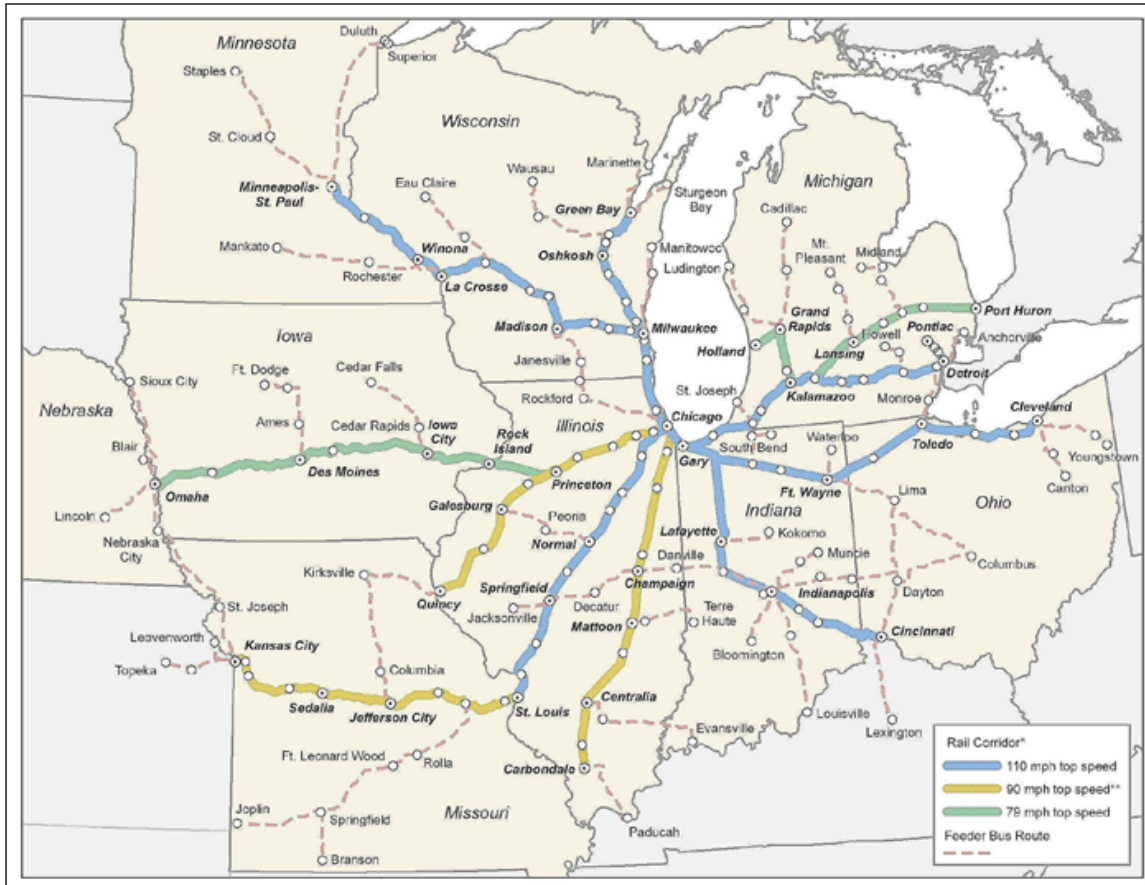 Minnesota
Duluth
Superior
Staples
St. Cloud
Wisconsin
Wausau
Marinette
Eau Claire
Sturgeon
Bay
Green Bay
Michigan
Cadillac
Minneapolis-
St. Paul
Mankato
Winona
Rochester
La Crosse
Oshkosh
Manitowoc
Ludington
Mt.
Pleasant
Midland
Madison
Milwaukee
Grand
Rapids
Holland
Lansing
Howell
Pontiac
Port Huron
Anchorville
Detroit
Iowa
Janesville
Rockford
St. Joseph
Kalamazoo
Monroe
Cleveland
Sioux City
Ft. Dodge
Cedar Falls
Nebraska
Illinois
Chicago
Gary
South Bend
Waterloo
Toledo
Youngstown
Canton
Blair
Ames
Cedar Rapids
Iowa
City
Rock
Island
Des Moines
Princeton
Omaha
Ft. Wayne
Lima
Ohio
Lincoln
Nebraska
City
Galesburg
Peoria
Normal
Indiana
Lafayette
Kokomo
Muncie
Columbus
Kirksville
Quincy
Springfield
Danville
Champaign
Indianapolis
Dayton
St. Joseph
Jacksonville
Decatur
Mattoon
Terre
Haute
Bloomington
Cincinnati
Leavenworth
Kansas City
Topeka
Columbia
Sedalia
Jefferson City
St. Louis
Centralia
Evansville
Louisville
Lexington
Ft. Leonard Wood
Rolla
Carbondale
Joplin
Springfield
Missouri
Branson
Paducah
Rail Corridor*
110 mph top speed
90 mph top speed**
79 mph top speed
Feeder Bus Route